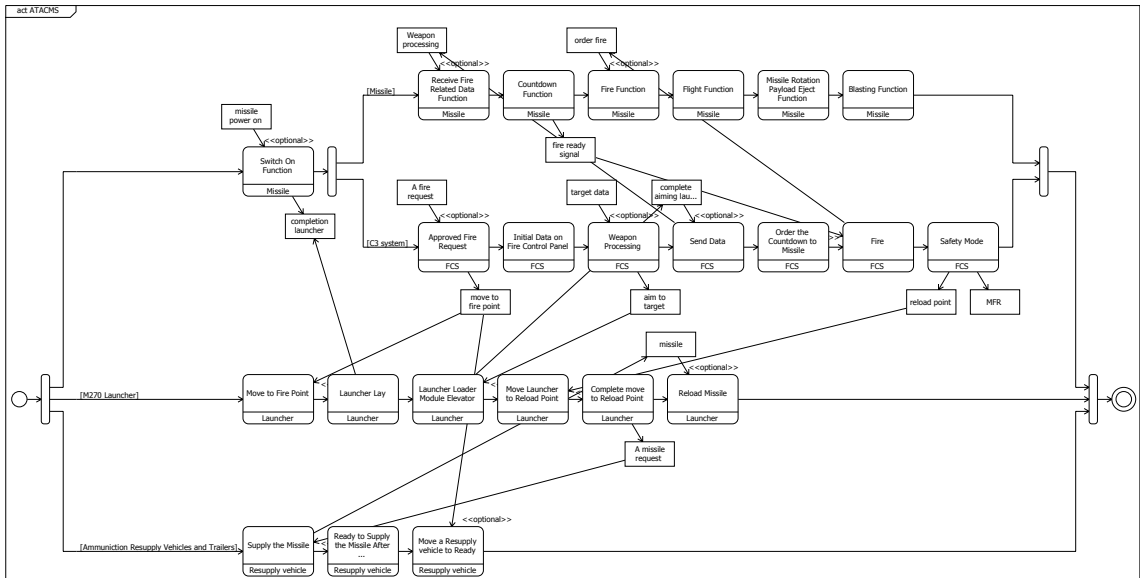 act ATACMS
Weapon
processing
order fire
<<optional>>
<<optional>>
[Missile]
Receive Fire
Related Data
Function
Missile
Countdown
Function
Missile
Fire Function
Missile
Flight Function
Missile
Missile Rotation
Payload Eject
Function
Missile
Blasting Function
Missile
missile
power on
<<optional>>
Switch On
Function
Missile
fire ready
signal
completion
launcher
A fire
request
target data
complete
aiming lau...
<<optional>>
<<optional>>
<<optional>>
[C3 system]
Approved Fire
Request
FCS
Initial Data on
Fire Control Panel
FCS
Weapon
Processing
FCS
Send Data
FCS
Order the
Countdown to
Missile
FCS
Fire
FCS
Safety Mode
FCS
move to
fire point
aim to
target
reload point
MFR
missile
<<optional>>
[M270 Launcher]
Move to Fire Point
Launcher
Launcher Lay
Launcher
Launcher Loader
Module Elevator
Launcher
Move Launcher
to Reload Point
Launcher
Complete move
to Reload Point
Launcher
Reload Missile
Launcher
A missile
request
<<optional>>
[Ammuniction Resupply Vehicles and Trailers]
Supply the Missile
Resupply vehicle
Ready to Supply
the Missile After
...
Resupply vehicle
Move a Resupply
vehicle to Ready
Resupply vehicle